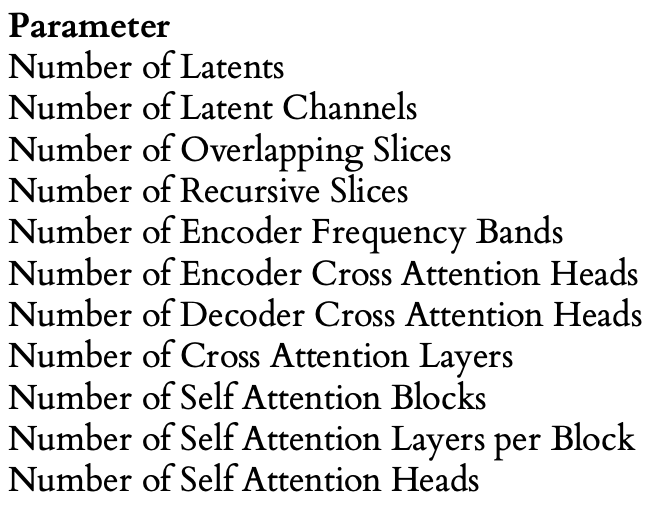 Parameter
Number of Latents
Number of Latent Channels
Number of Overlapping Slices
Number of Recursive Slices
Number of Encoder Frequency Bands
Number of Encoder Cross Attention Heads
Number of Decoder Cross Attention Heads
Number of Cross Attention Layers
Number of Self Attention Blocks
Number of Self Attention Layers per Block
Number of Self Attention Heads